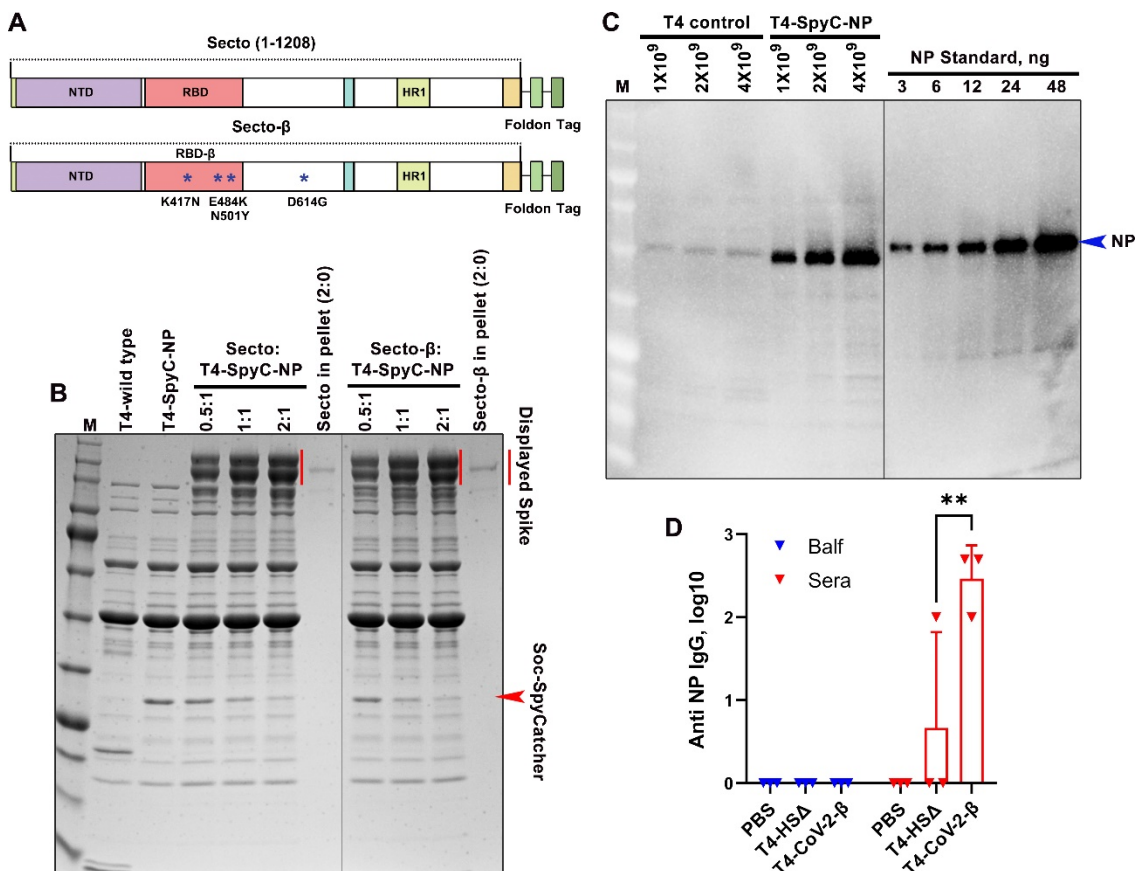 A
Secto (1-1208)
NTD
RBD
HR1
Foldon Tag
Secto-β
RBD-β
NTD
* * * *
HR1
K417N E484K D614G
N501Y
Foldon Tag
B
M
T4-wild type
T4-SpyC-NP
Secto:
T4-SpyC-NP
0.5:1
1:1
2:1
Secto in pellet (2:0)
Secto-β:
T4-SpyC-NP
0.5:1
1:1
2:1
Secto-β in pellet (2:0)
Displayed Spike
Soc-SpyCatcher
C
T4 control
T4-SpyC-NP
NP Standard, ng
M
1X10⁹
2X10⁹
4X10⁹
1X10⁹
2X10⁹
4X10⁹
3 6 12 24 48
NP
D
**
Balf
Sera
Anti NP IgG, log10
3
2
1
0
PBS
T4-HSΔ
T4-CoV-2-β
PBS
T4-HSΔ
T4-CoV-2-β